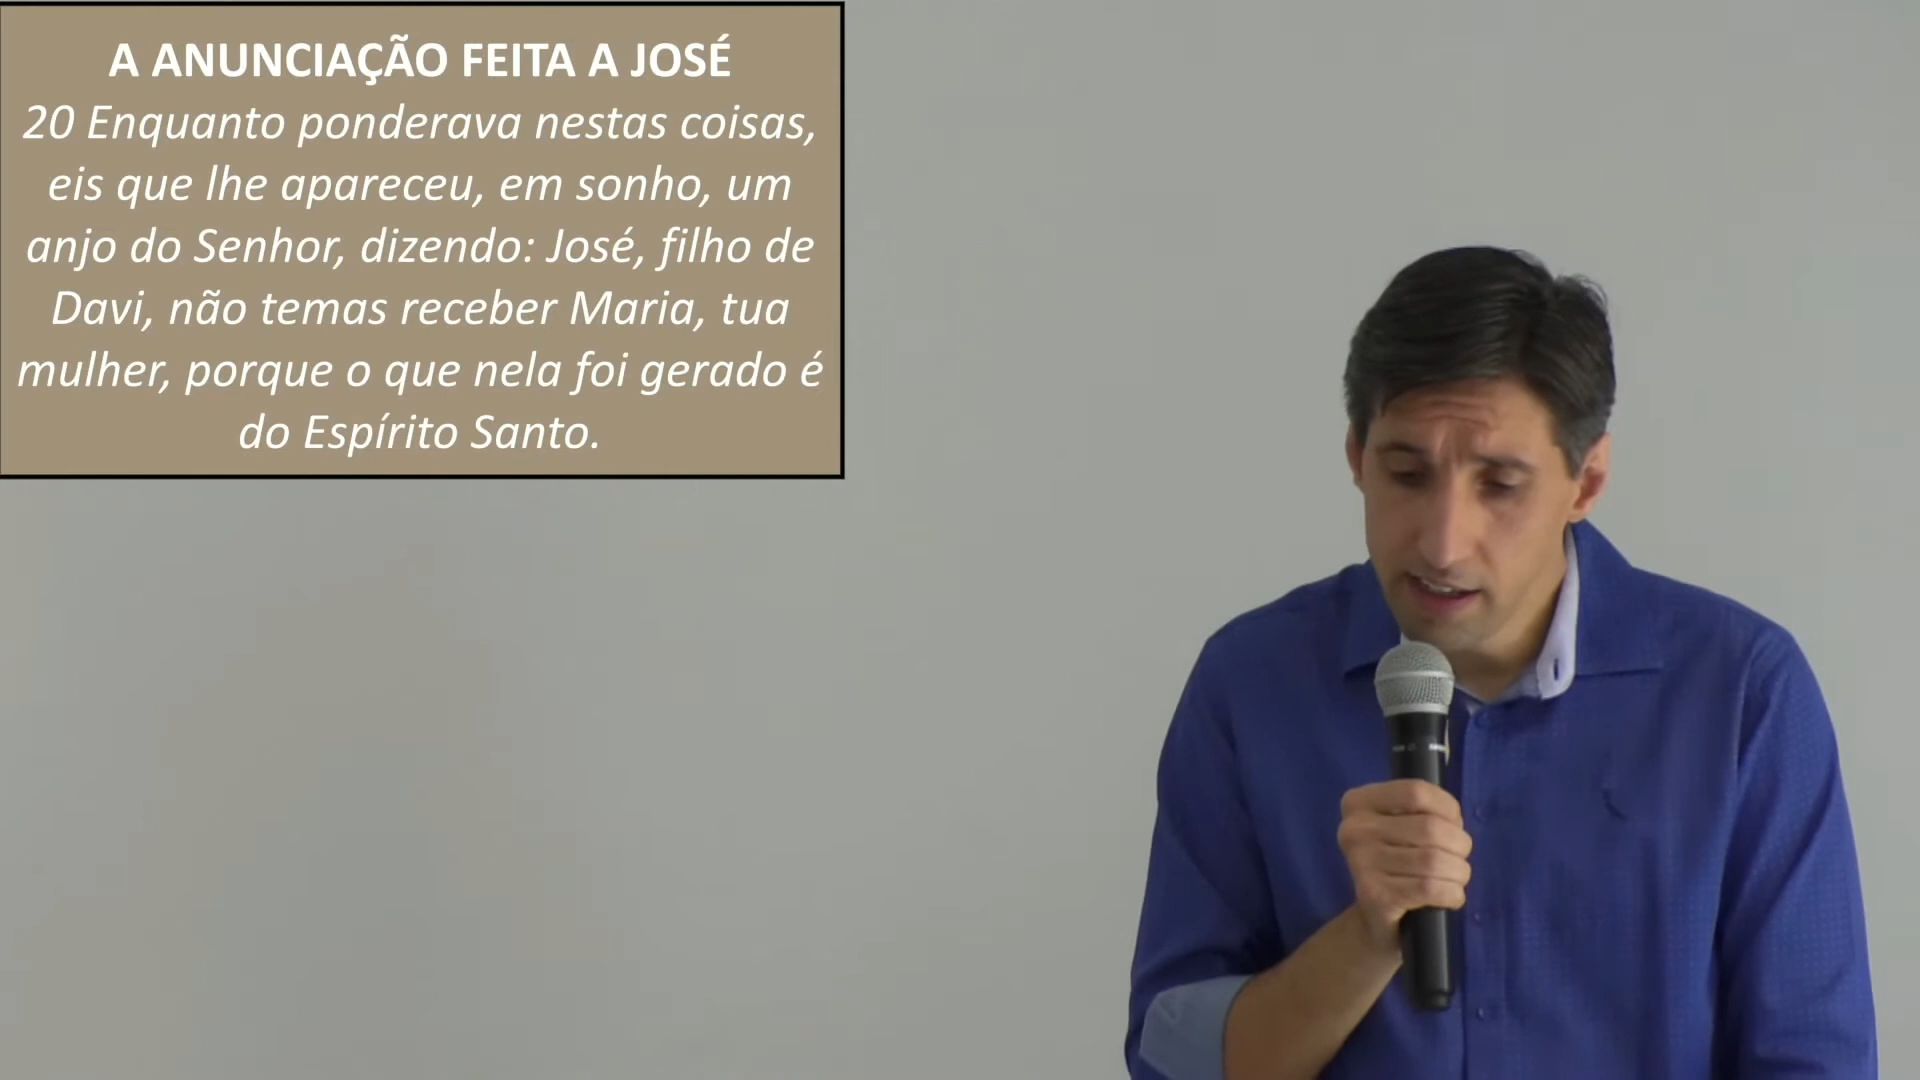 A ANUNCIAÇÃO FEITA A JOSÉ
20 Enquanto ponderava nestas coisas,
eis que lhe apareceu, em sonho, um
anjo do Senhor, dizendo: José, filho de
Davi, não temas receber Maria, tua
mulher, porque o que nela foi gerado é
do Espírito Santo.